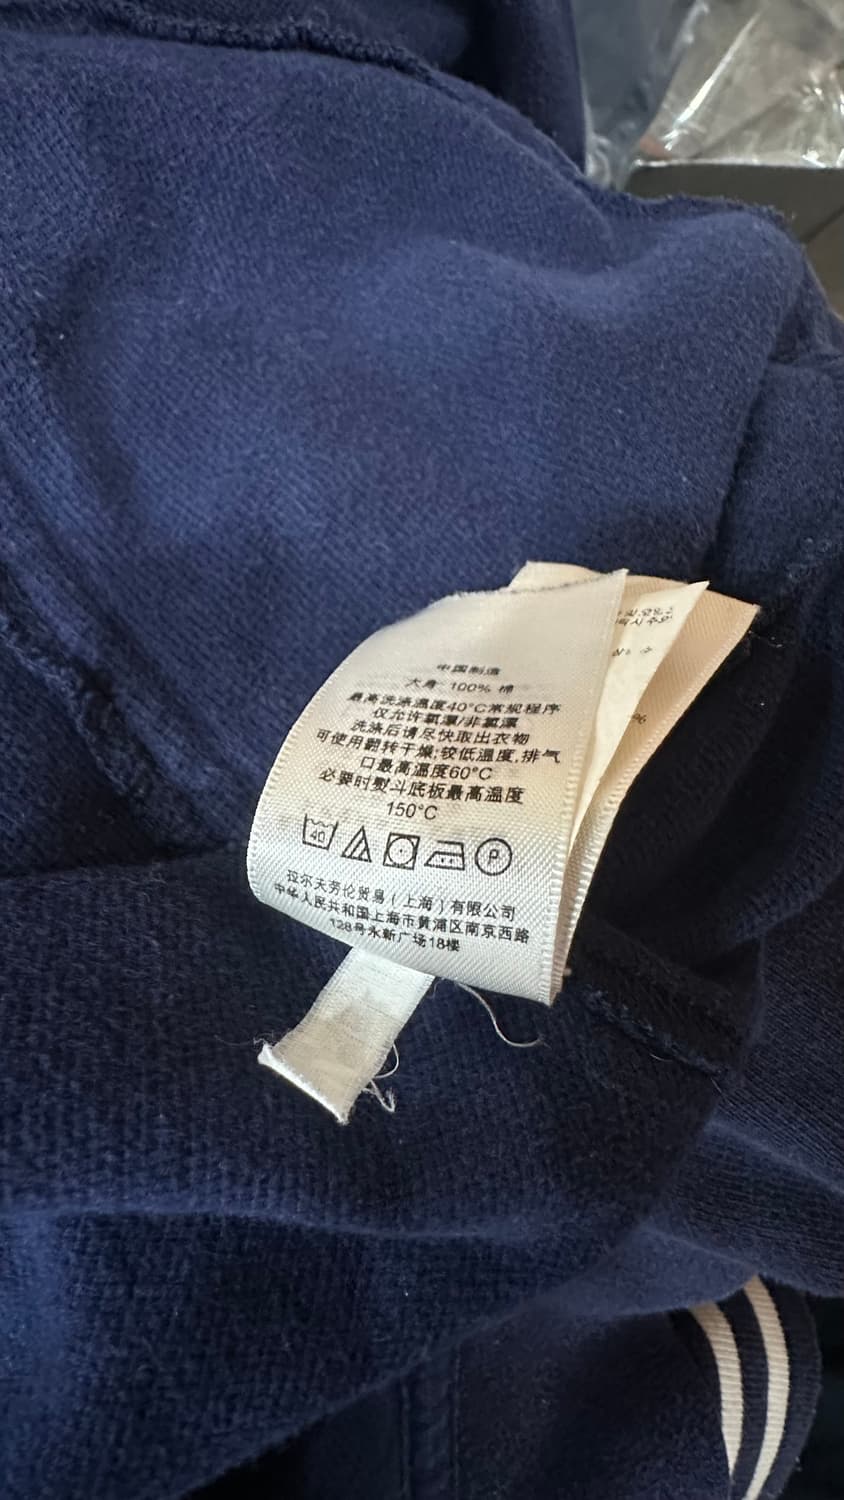 中国制造
大身: 100% 棉
最高洗涤温度40°C常规程序
仅允许氧漂/非氯漂
洗涤后请尽快取出衣物
可使用翻转干燥;较低温度,排气
口最高温度60°C
必要时熨斗底板最高温度
150°C
40
P
拉尔夫劳伦贸易(上海)有限公司
中华人民共和国上海市黄浦区南京西路
128号永新广场18楼
%